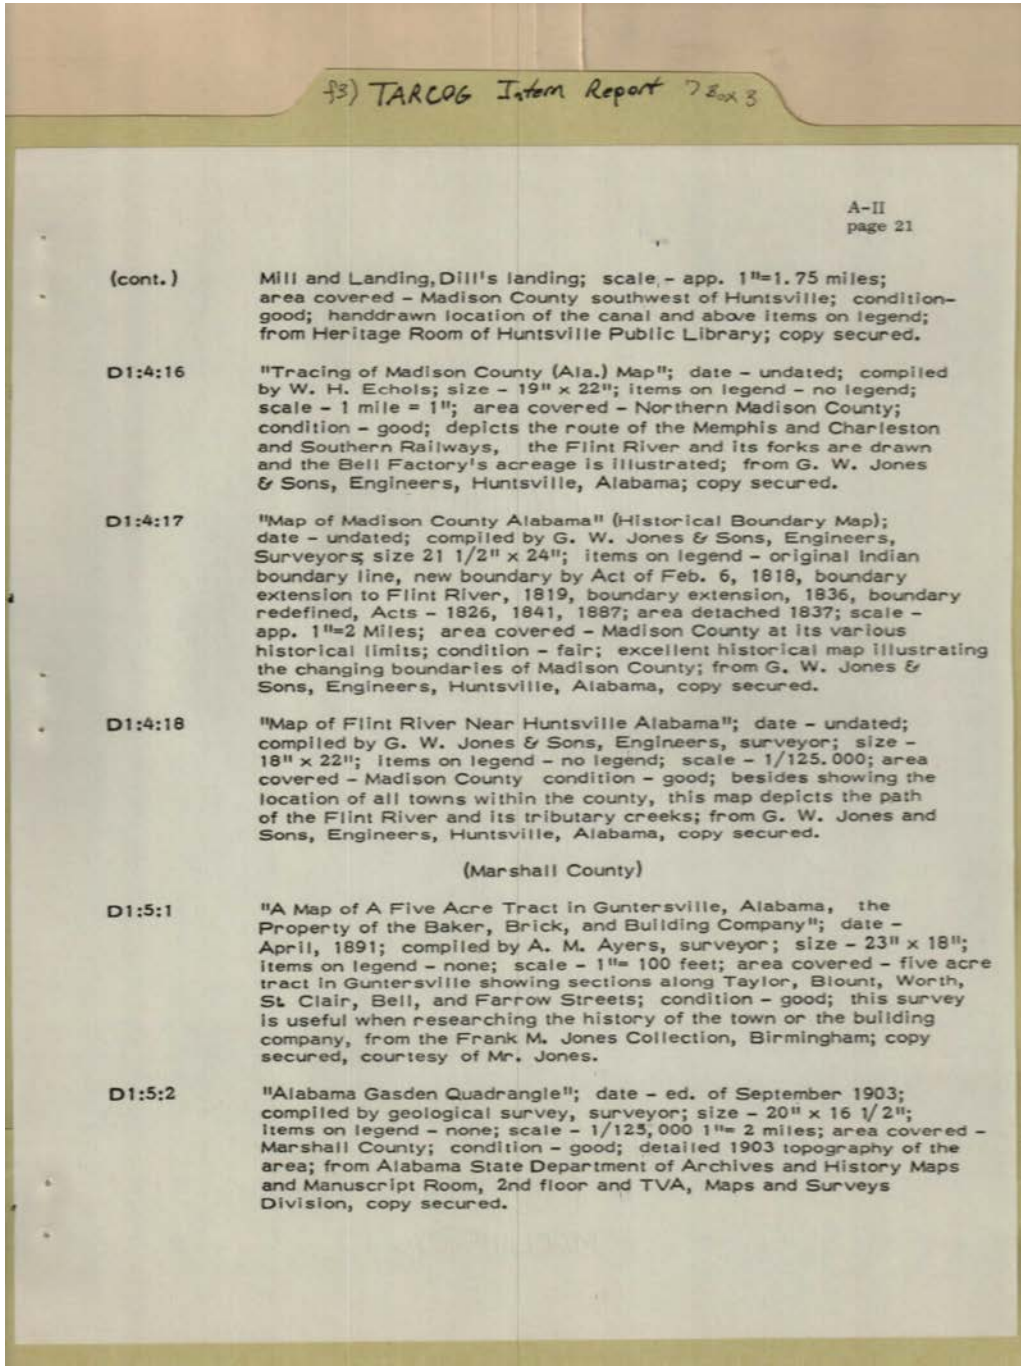 f3) TARCOG Intern Report > Box 3
A-II
page 21
(cont.) Mill and Landing, Dill's landing; scale - app. 1"=1.75 miles;
area covered - Madison County southwest of Huntsville; condition-
good; handdrawn location of the canal and above items on legend;
from Heritage Room of Huntsville Public Library; copy secured.
D1:4:16 "Tracing of Madison County (Ala.) Map"; date - undated; compiled
by W. H. Echols; size - 19" x 22"; items on legend - no legend;
scale - 1 mile = 1"; area covered - Northern Madison County;
condition - good; depicts the route of the Memphis and Charleston
and Southern Railways, the Flint River and its forks are drawn
and the Bell Factory's acreage is illustrated; from G. W. Jones
& Sons, Engineers, Huntsville, Alabama; copy secured.
D1:4:17 "Map of Madison County Alabama" (Historical Boundary Map);
date - undated; compiled by G. W. Jones & Sons, Engineers,
Surveyors; size 21 1/2" x 24"; items on legend - original Indian
boundary line, new boundary by Act of Feb. 6, 1818, boundary
extension to Flint River, 1819, boundary extension, 1836, boundary
redefined, Acts - 1826, 1841, 1887; area detached 1837; scale -
app. 1"=2 Miles; area covered - Madison County at its various
historical limits; condition - fair; excellent historical map illustrating
the changing boundaries of Madison County; from G. W. Jones &
Sons, Engineers, Huntsville, Alabama, copy secured.
D1:4:18 "Map of Flint River Near Huntsville Alabama"; date - undated;
compiled by G. W. Jones & Sons, Engineers, surveyor; size -
18" x 22"; items on legend - no legend; scale - 1/125.000; area
covered - Madison County condition - good; besides showing the
location of all towns within the county, this map depicts the path
of the Flint River and its tributary creeks; from G. W. Jones and
Sons, Engineers, Huntsville, Alabama, copy secured.
(Marshall County)
D1:5:1 "A Map of A Five Acre Tract in Guntersville, Alabama, the
Property of the Baker, Brick, and Building Company"; date -
April, 1891; compiled by A. M. Ayers, surveyor; size - 23" x 18";
items on legend - none; scale - 1"= 100 feet; area covered - five acre
tract in Guntersville showing sections along Taylor, Blount, Worth,
St. Clair, Bell, and Farrow Streets; condition - good; this survey
is useful when researching the history of the town or the building
company, from the Frank M. Jones Collection, Birmingham; copy
secured, courtesy of Mr. Jones.
D1:5:2 "Alabama Gasden Quadrangle"; date - ed. of September 1903;
compiled by geological survey, surveyor; size - 20" x 16 1/2";
items on legend - none; scale - 1/125,000 1"= 2 miles; area covered -
Marshall County; condition - good; detailed 1903 topography of the
area; from Alabama State Department of Archives and History Maps
and Manuscript Room, 2nd floor and TVA, Maps and Surveys
Division, copy secured.